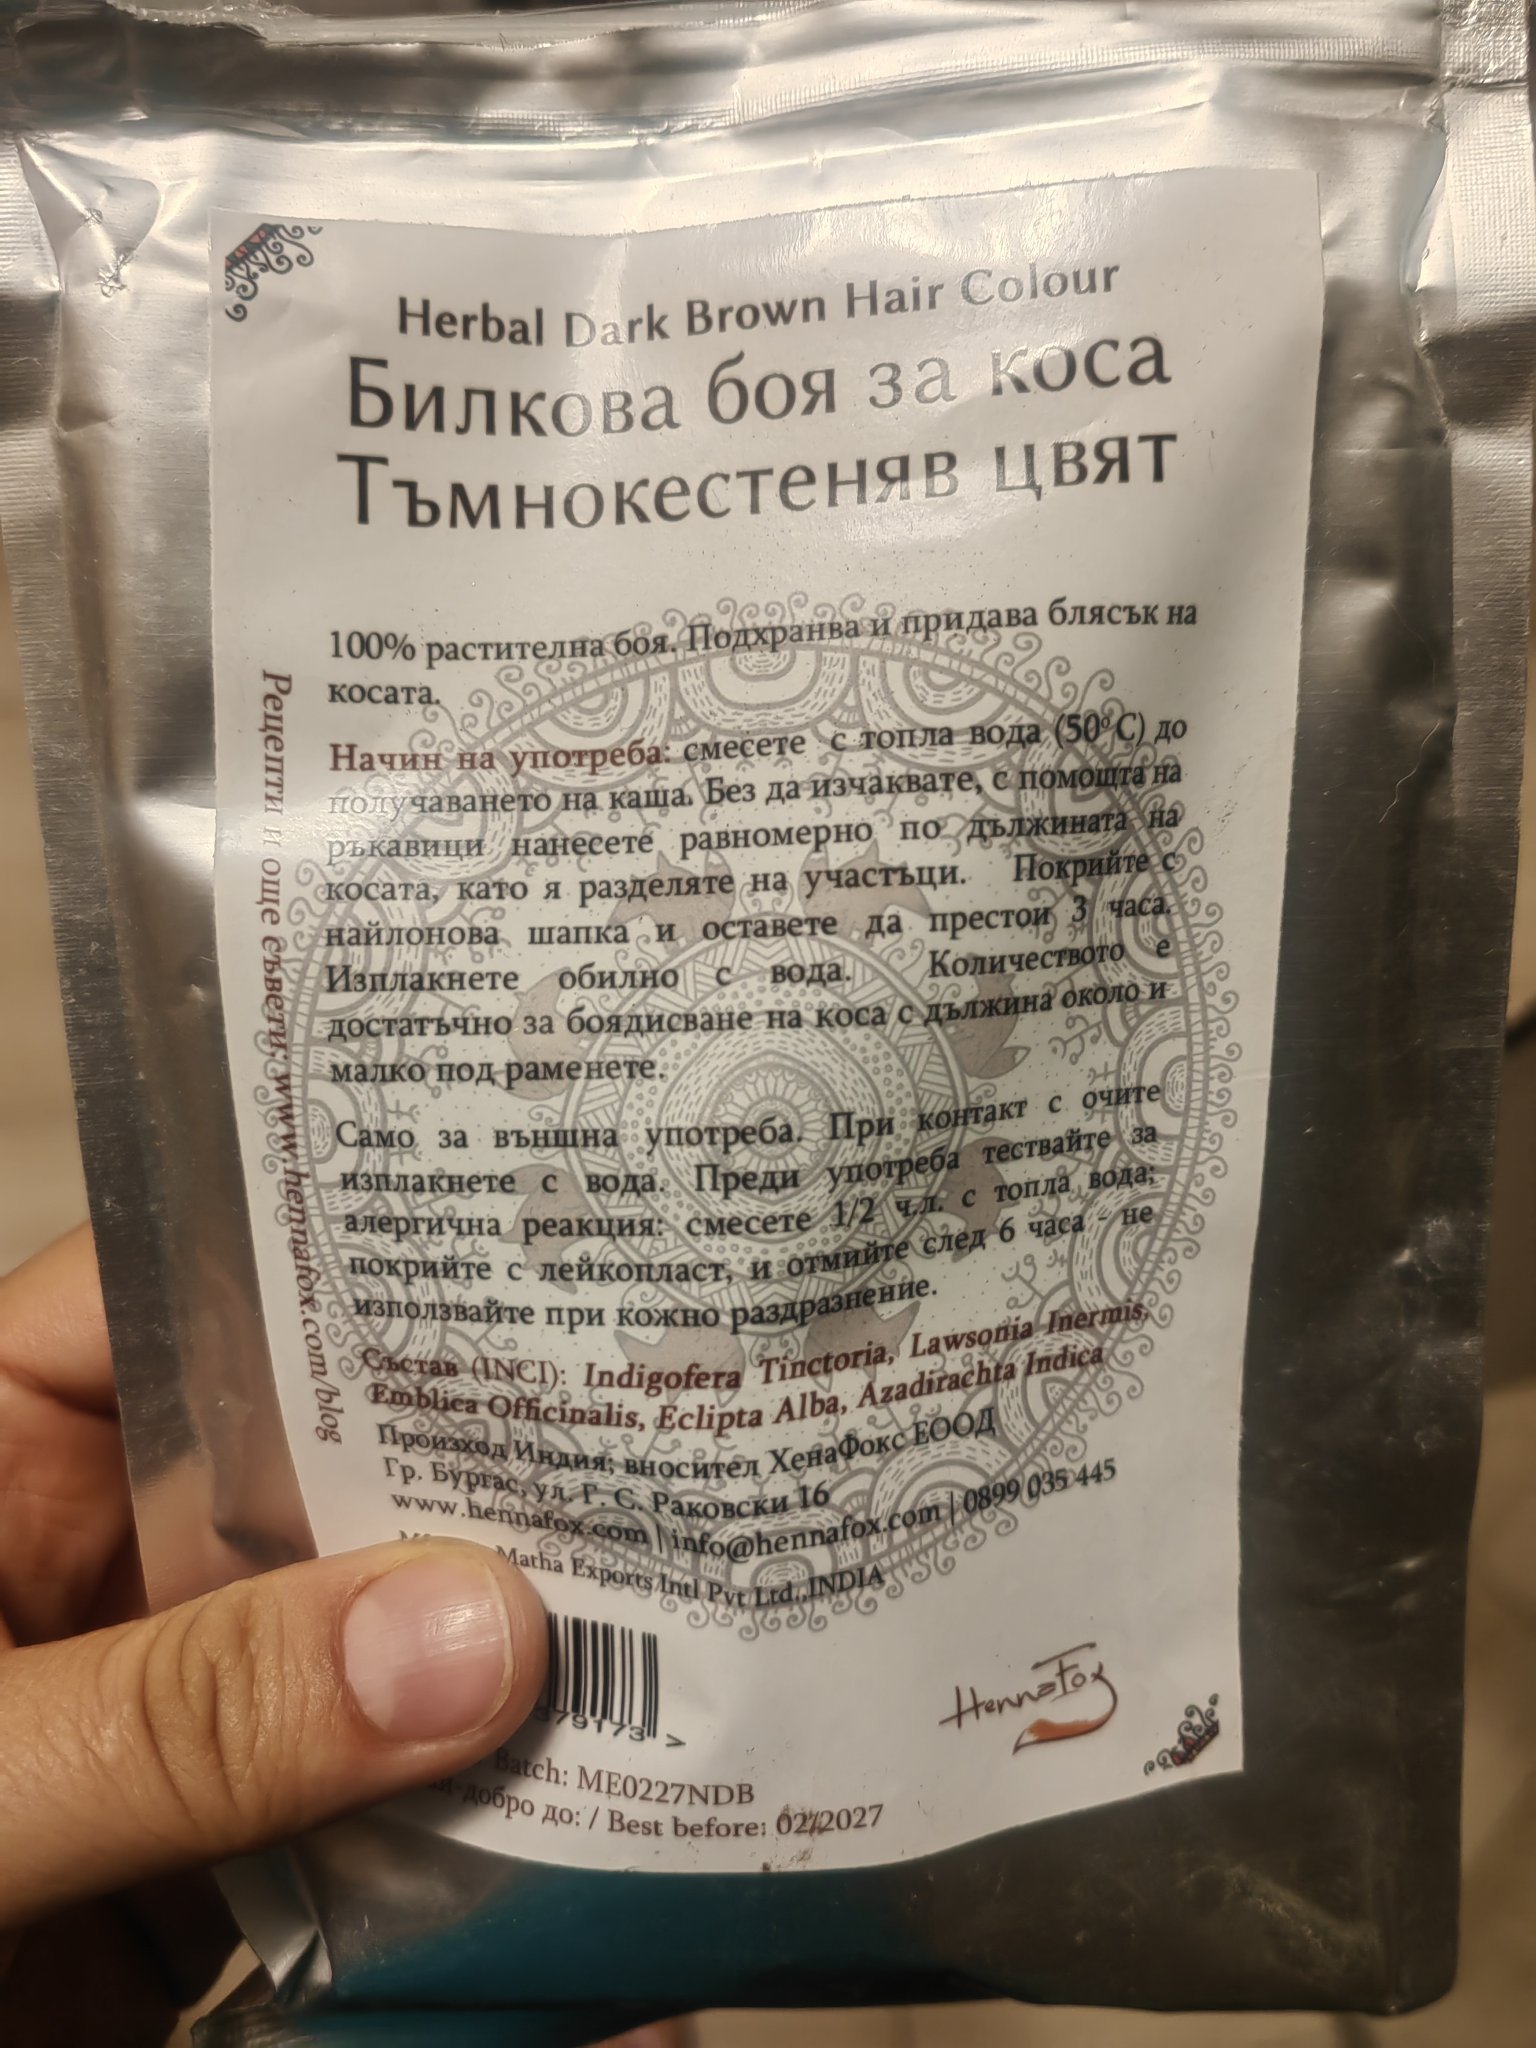 Herbal Dark Brown Hair Colour
Билкова боя за коса
Тъмнокестеняв цвят
100% растителна боя. Подхранва и придава блясък на
косата.
Начин на употреба: смесете с топла вода (50°C) до
получаването на каша. Без да изчаквате, с помощта на
ръкавици нанесете равномерно по дължината на
косата, като я разделяте на участъци. Покрийте с
найлонова шапка и оставете да престои 3 часа.
Изплакнете обилно с вода. Количеството е
достатъчно за боядисване на коса с дължина около и
малко под раменете.
Само за външна употреба. При контакт с очите
изплакнете с вода. Преди употреба тествайте за
алергична реакция: смесете 1/2 ч.л. с топла вода;
покрийте с лейкопласт, и отмийте след 6 часа - не
използвайте при кожно раздразнение.
Състав (INCI): Indigofera Tinctoria, Lawsonia Inermis,
Emblica Officinalis, Eclipta Alba, Azadirachta Indica
Произход Индия; вносител ХенаФокс ЕООД
Гр. Бургас, ул. Г. С. Раковски 16
www.hennafox.com | info@hennafox.com | 0899 035 445
Matha Exports Intl Pvt Ltd.,INDIA
379173 >
Batch: ME0227NDB
добро до: / Best before: 02/2027
HennaFox
Рецепти и още съвети: www.hennafox.com/blog